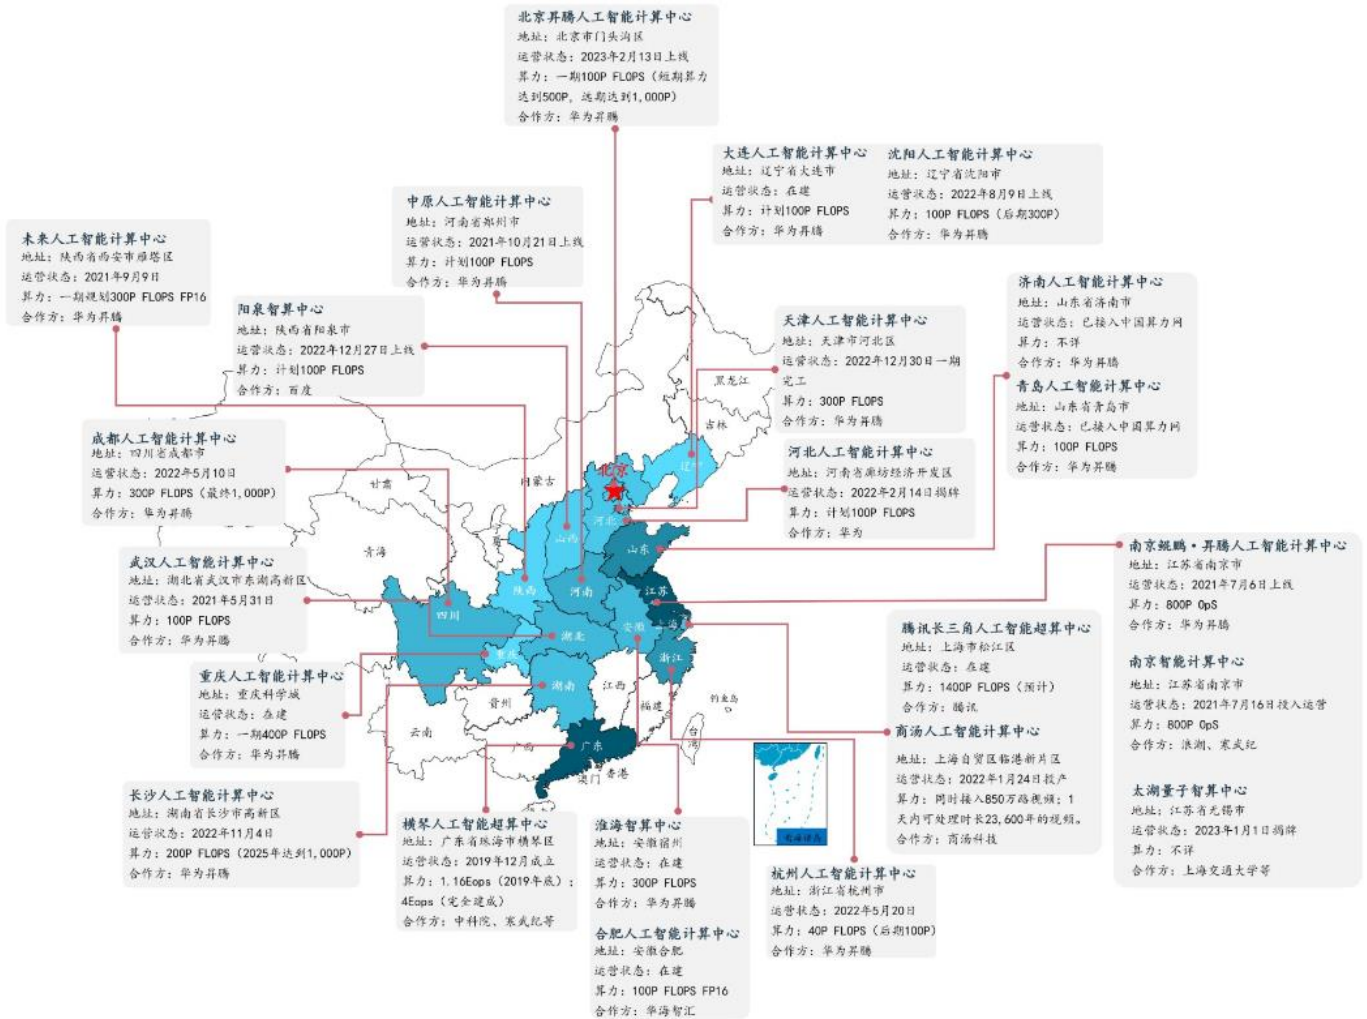 北京昇腾人工智能计算中心
地址：北京市门头沟区
运营状态：2023年2月13日上线
算力：一期100P FLOPS（短期算力
达到500P，远期达到1,000P）
合作方：华为昇腾
大连人工智能计算中心
地址：辽宁省大连市
运营状态：在建
算力：计划100P FLOPS
合作方：华为昇腾
沈阳人工智能计算中心
地址：辽宁省沈阳市
运营状态：2022年8月9日上线
算力：100P FLOPS（后期300P）
合作方：华为昇腾
中原人工智能计算中心
地址：河南省郑州市
运营状态：2021年10月21日上线
算力：计划100P FLOPS
合作方：华为昇腾
未来人工智能计算中心
地址：陕西省西安市雁塔区
运营状态：2021年9月9日
算力：一期规划300P FLOPS FP16
合作方：华为昇腾
阳泉智算中心
地址：陕西省阳泉市
运营状态：2022年12月27日上线
算力：计划100P FLOPS
合作方：百度
天津人工智能计算中心
地址：天津市河北区
运营状态：2022年12月30日一期
完工
算力：300P FLOPS
合作方：华为昇腾
济南人工智能计算中心
地址：山东省济南市
运营状态：已接入中国算力网
算力：不详
合作方：华为昇腾
青岛人工智能计算中心
地址：山东省青岛市
运营状态：已接入中国算力网
算力：100P FLOPS
合作方：华为昇腾
成都人工智能计算中心
地址：四川省成都市
运营状态：2022年5月10日
算力：300P FLOPS（最终1,000P）
合作方：华为昇腾
河北人工智能计算中心
地址：河南省廊坊经济开发区
运营状态：2022年2月14日揭牌
算力：计划100P FLOPS
合作方：华为
武汉人工智能计算中心
地址：湖北省武汉市东湖高新区
运营状态：2021年5月31日
算力：100P FLOPS
合作方：华为昇腾
南京鲲鹏·昇腾人工智能计算中心
地址：江苏省南京市
运营状态：2021年7月6日上线
算力：800P OpS
合作方：华为昇腾
南京智能计算中心
地址：江苏省南京市
运营状态：2021年7月16日投入运营
算力：800P OpS
合作方：浪潮、寒武纪
太湖量子智算中心
地址：江苏省无锡市
运营状态：2023年1月1日揭牌
算力：不详
合作方：上海交通大学等
腾讯长三角人工智能超算中心
地址：上海市松江区
运营状态：在建
算力：1400P FLOPS（预计）
合作方：腾讯
商汤人工智能计算中心
地址：上海自贸区临港新片区
运营状态：2022年1月24日投产
算力：同时接入850万路视频；1
天内可处理时长23,600年的视频。
合作方：商汤科技
重庆人工智能计算中心
地址：重庆科学城
运营状态：在建
算力：一期400P FLOPS
合作方：华为昇腾
长沙人工智能计算中心
地址：湖南省长沙市高新区
运营状态：2022年11月4日
算力：200P FLOPS（2025年达到1,000P）
合作方：华为昇腾
横琴人工智能超算中心
地址：广东省珠海市横琴区
运营状态：2019年12月成立
算力：1.16Eops（2019年底）；
4Eops（完全建成）
合作方：中科院、寒武纪等
淮海智算中心
地址：安徽宿州
运营状态：在建
算力：300P FLOPS
合作方：华为昇腾
合肥人工智能计算中心
地址：安徽合肥
运营状态：在建
算力：100P FLOPS FP16
合作方：华海智汇
杭州人工智能计算中心
地址：浙江省杭州市
运营状态：2022年5月20日
算力：40P FLOPS（后期100P）
合作方：华为昇腾
黑龙江
吉林
辽宁
北京
内蒙古
甘肃
河北
山西
山东
青海
陕西
河南
江苏
四川
湖北
安徽
上海
重庆
浙江
湖南
江西
贵州
福建
钓鱼岛
云南
广西
广东
台湾
香港
澳门